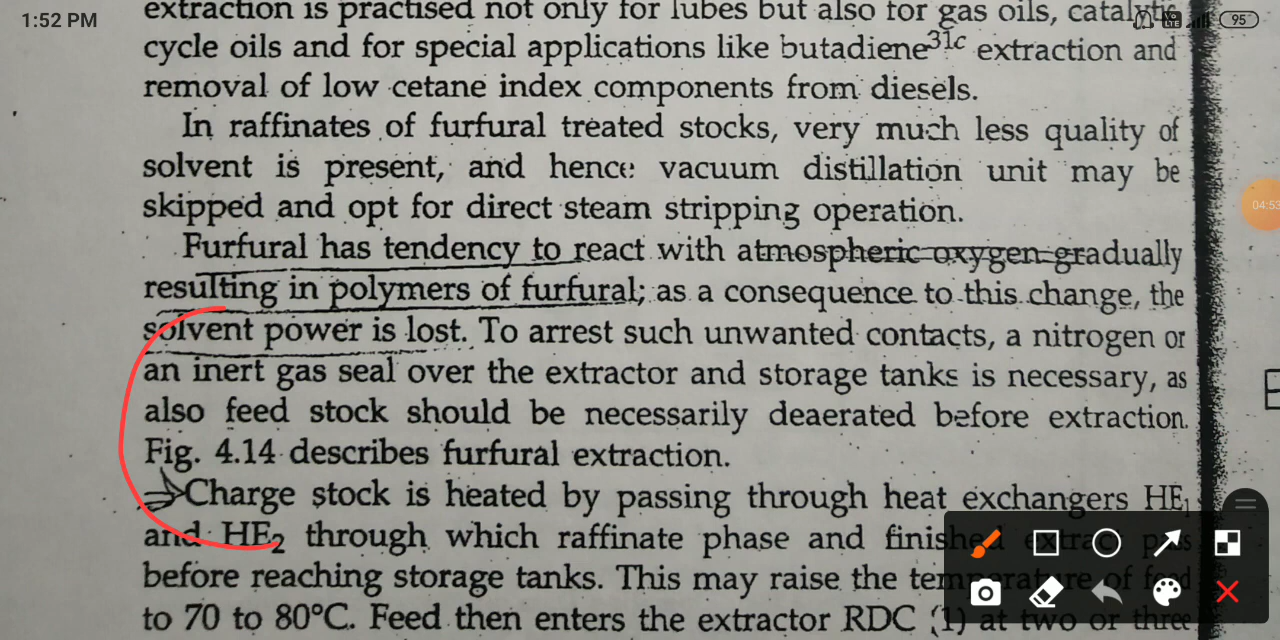 1:52 PM
95
extraction is practised not only for lubes but also for gas oils, catalytic
cycle oils and for special applications like butadiene31c extraction and
removal of low cetane index components from diesels.
In raffinates of furfural treated stocks, very much less quality of
solvent is present, and hence vacuum distillation unit may be
skipped and opt for direct steam stripping operation.
04:53
Furfural has tendency to react with atmospheric oxygen gradually
resulting in polymers of furfural; as a consequence to this change, the
solvent power is lost. To arrest such unwanted contacts, a nitrogen or
an inert gas seal over the extractor and storage tanks is necessary, as
also feed stock should be necessarily deaerated before extraction.
Fig. 4.14 describes furfural extraction.
Charge stock is heated by passing through heat exchangers HE1
and HE2 through which raffinate phase and finished extract pass
before reaching storage tanks. This may raise the temperature of feed
to 70 to 80°C. Feed then enters the extractor RDC (1) at two or three